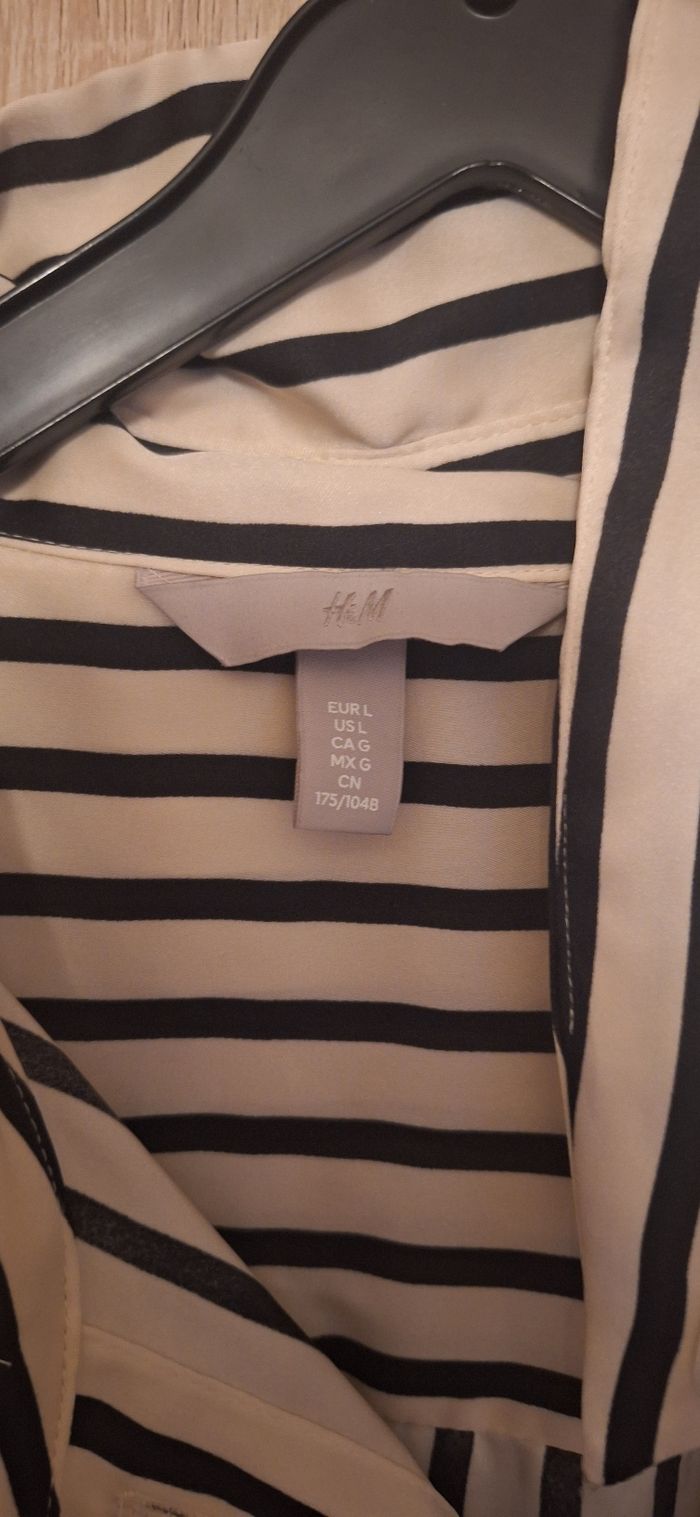 H&M
EUR L
US L
CA G
MX G
CN
175/104B